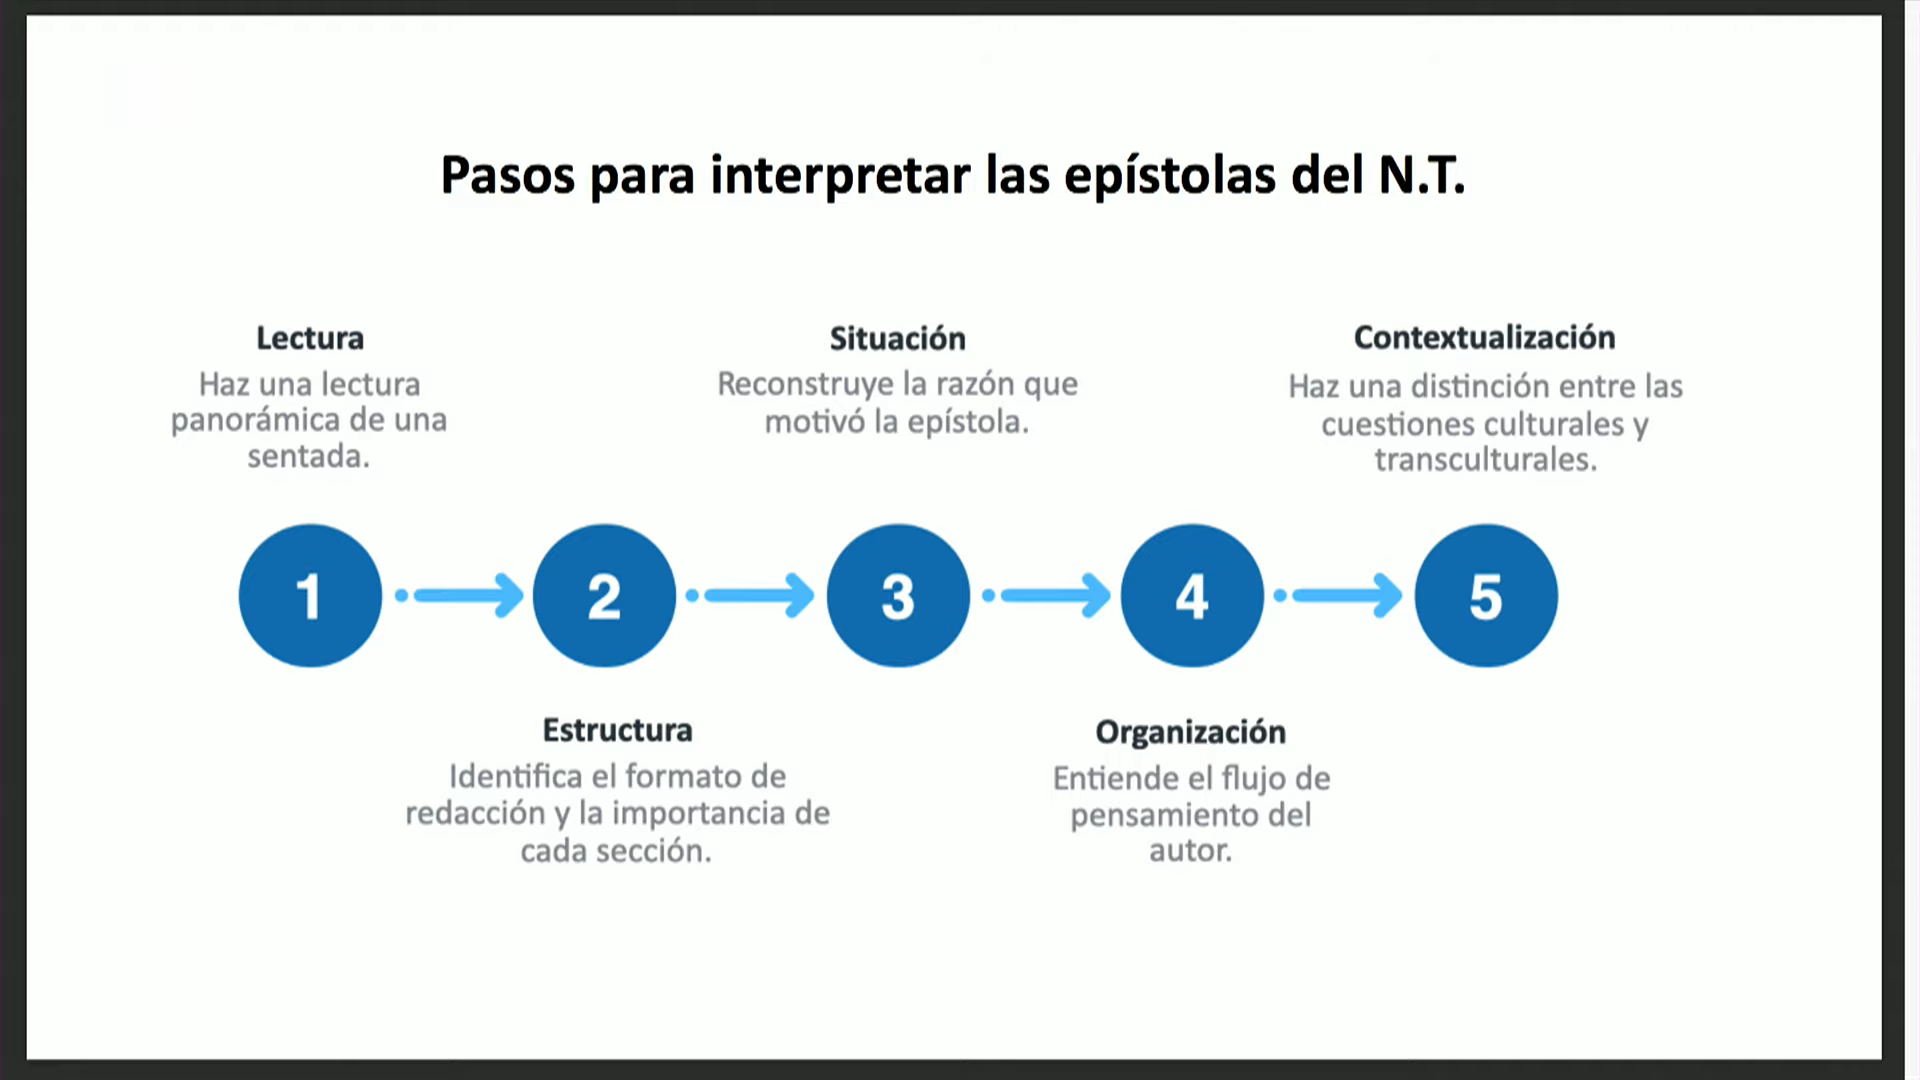 Pasos para interpretar las epístolas del N.T.
Lectura
Haz una lectura
panorámica de una
sentada.
Situación
Reconstruye la razón que
motivó la epístola.
Contextualización
Haz una distinción entre las
cuestiones culturales y
transculturales.
1
2
3
4
5
Estructura
Identifica el formato de
redacción y la importancia de
cada sección.
Organización
Entiende el flujo de
pensamiento del
autor.